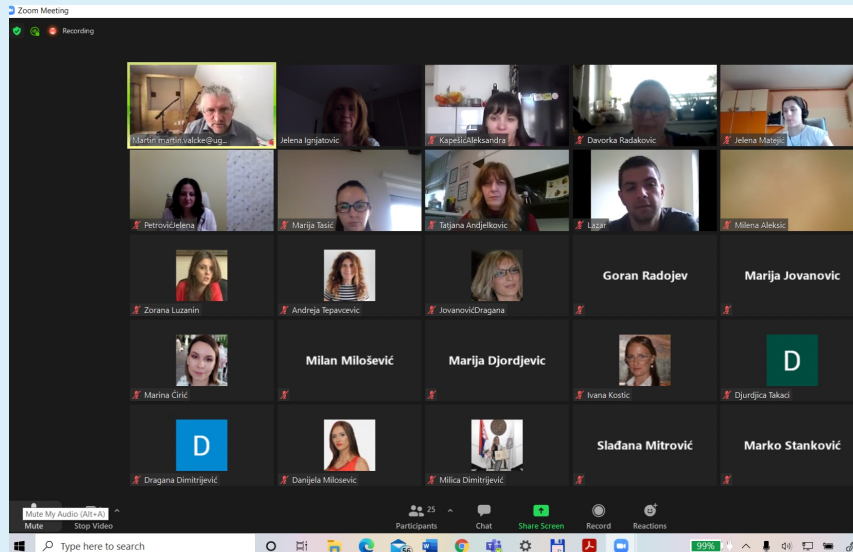 Zoom Meeting
Recording
Martin martin.valcke@ug...
Jelena Ignjatovic
KapešicAleksandra
Davorka Radakovic
Jelena Matejic
PetrovićJelena
Marija Tasić
Tatjana Andjelkovic
Lazar
Milena Aleksic
Zorana Luzanin
Andreja Tepavcevic
JovanovićDragana
Goran Radojev
Marija Jovanovic
Marina Ćirić
Milan Milošević
Marija Djordjevic
Ivana Kostic
D
Djurdjica Takaci
D
Dragana Dimitrijević
Danijela Milosevic
Milica Dimitrijević
Slađana Mitrović
Marko Stanković
Mute My Audio (Alt+A)
Mute
Stop Video
25
Participants
Chat
Share Screen
Record
Reactions
Type here to search
99%